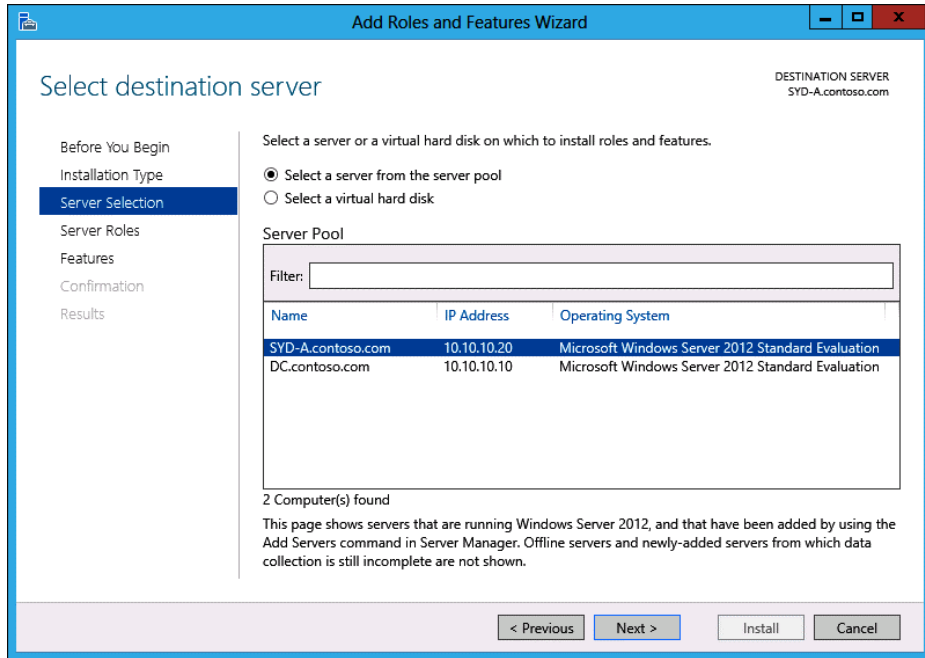 Add Roles and Features Wizard
Select destination server
DESTINATION SERVER
SYD-A.contoso.com
Before You Begin
Installation Type
Server Selection
Server Roles
Features
Confirmation
Results
Select a server or a virtual hard disk on which to install roles and features.
Select a server from the server pool
Select a virtual hard disk
Server Pool
Filter:
Name IP Address Operating System
SYD-A.contoso.com 10.10.10.20 Microsoft Windows Server 2012 Standard Evaluation
DC.contoso.com 10.10.10.10 Microsoft Windows Server 2012 Standard Evaluation
2 Computer(s) found
This page shows servers that are running Windows Server 2012, and that have been added by using the
Add Servers command in Server Manager. Offline servers and newly-added servers from which data
collection is still incomplete are not shown.
< Previous Next > Install Cancel